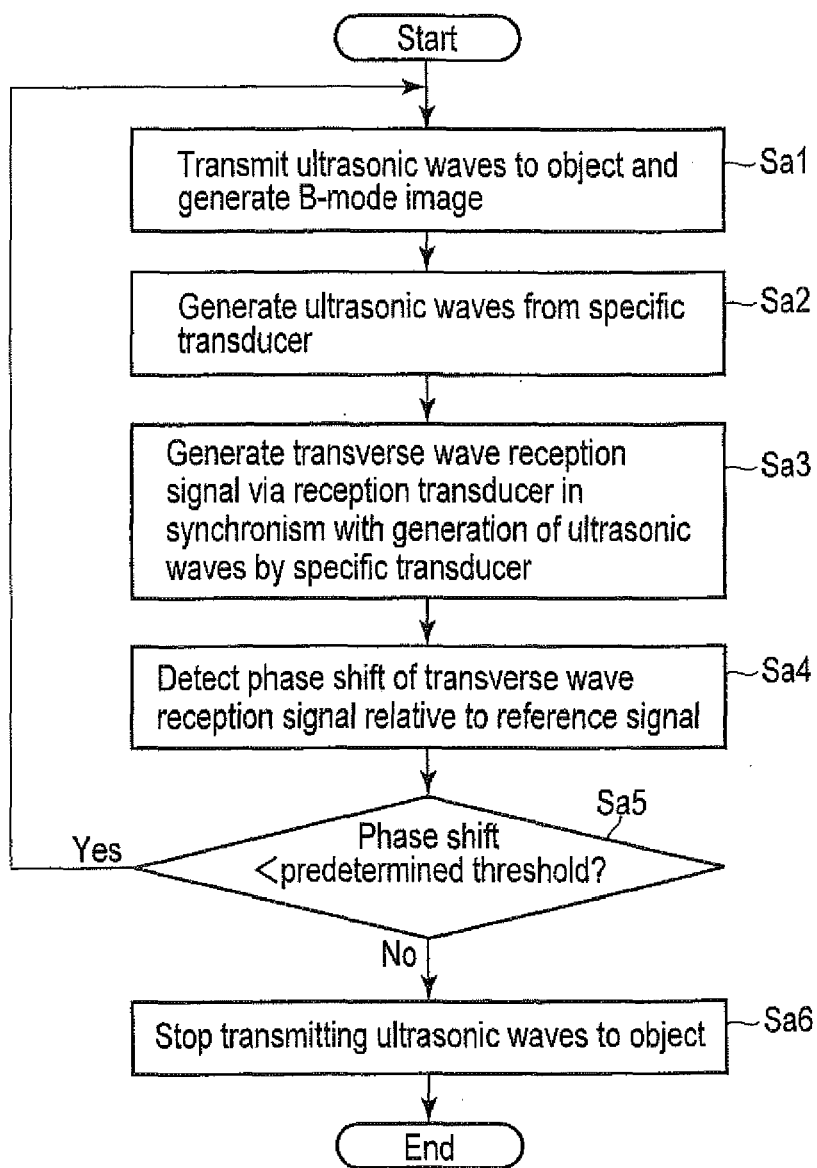 Start
Transmit ultrasonic waves to object and
generate B-mode image
Sa1
Generate ultrasonic waves from specific
transducer
Sa2
Generate transverse wave reception
signal via reception transducer in
synchronism with generation of ultrasonic
waves by specific transducer
Sa3
Detect phase shift of transverse wave
reception signal relative to reference signal
Sa4
Sa5
Phase shift
<predetermined threshold?
Yes
No
Stop transmitting ultrasonic waves to object
Sa6
End